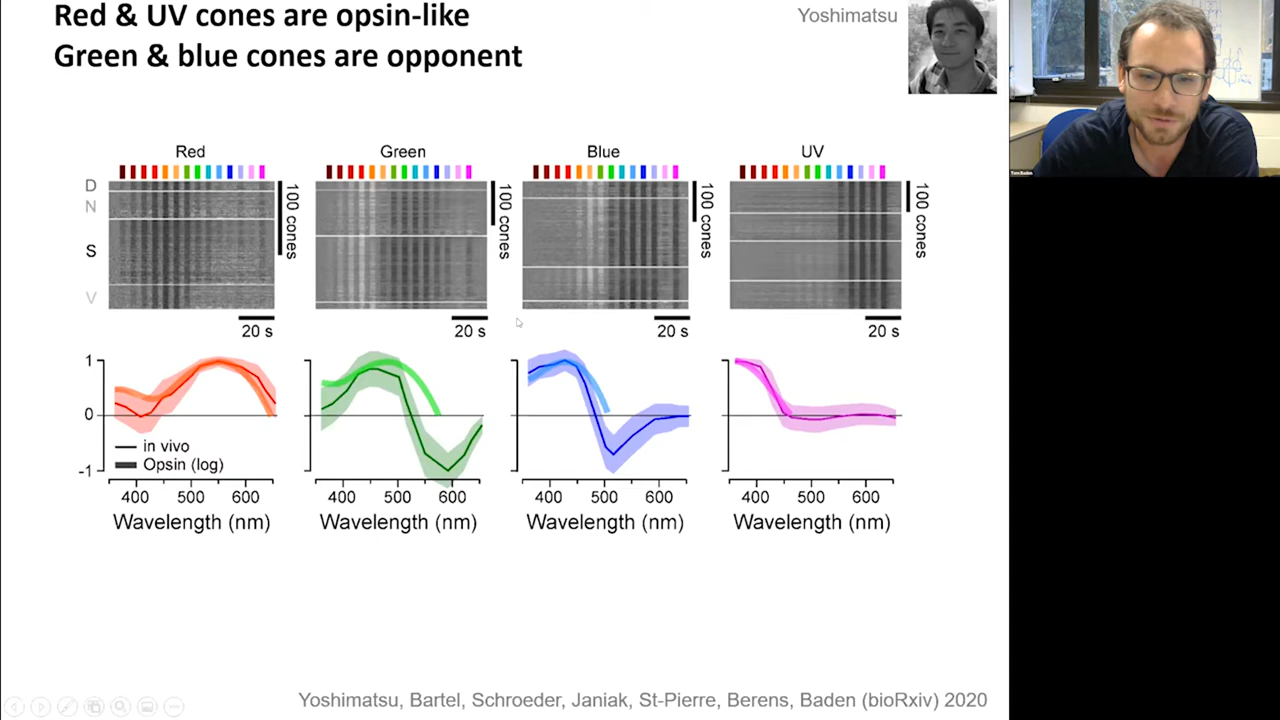 Red & UV cones are opsin-like
Green & blue cones are opponent
Yoshimatsu
Tom Baden
Red
Green
Blue
UV
D
N
S
V
100 cones
100 cones
100 cones
100 cones
20 s
20 s
20 s
20 s
1
0
-1
in vivo
Opsin (log)
400 500 600
400 500 600
400 500 600
400 500 600
Wavelength (nm)
Wavelength (nm)
Wavelength (nm)
Wavelength (nm)
Yoshimatsu, Bartel, Schroeder, Janiak, St-Pierre, Berens, Baden (bioRxiv) 2020